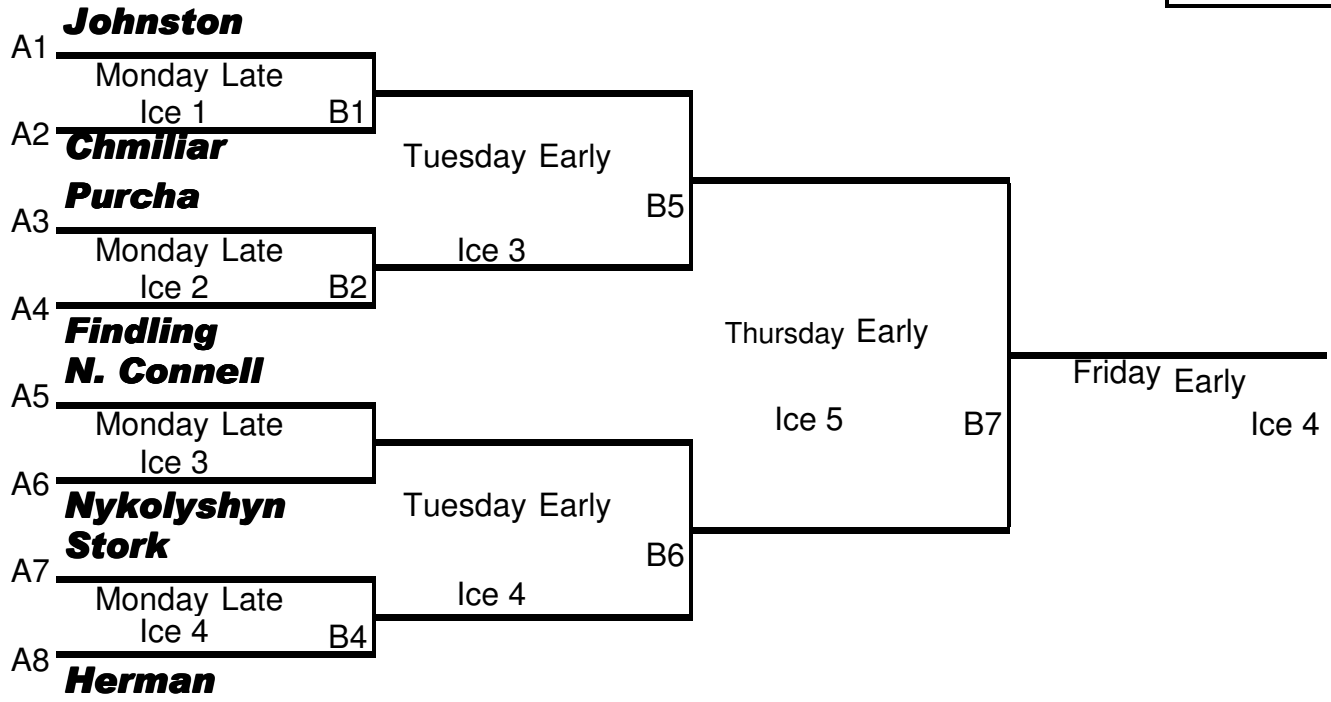 Johnston
A1
Monday Late
Ice 1 B1
A2
Chmiliar
Tuesday Early
Purcha
B5
A3
Monday Late
Ice 3
Ice 2 B2
A4
Findling
Thursday Early
N. Connell
Friday Early
A5
Monday Late
Ice 5 B7 Ice 4
Ice 3
A6
Nykolyshyn
Tuesday Early
Stork
B6
A7
Monday Late
Ice 4
Ice 4 B4
A8
Herman